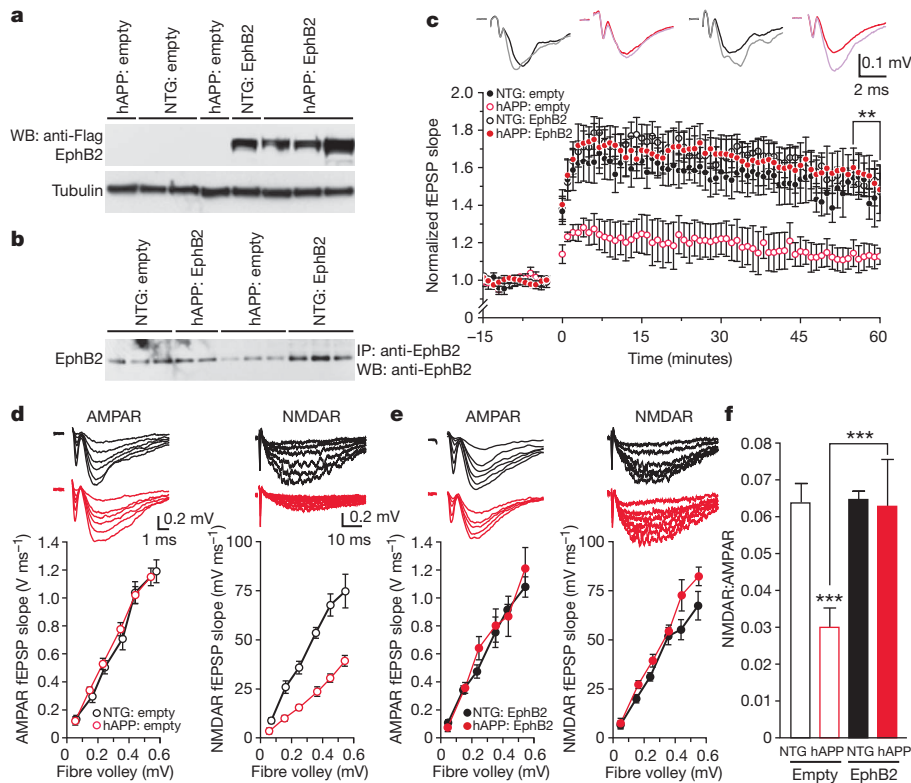 a
hAPP: empty
NTG: empty
hAPP: empty
NTG: EphB2
hAPP: EphB2
WB: anti-Flag
EphB2
Tubulin
b
NTG: empty
hAPP: EphB2
hAPP: empty
NTG: EphB2
EphB2
IP: anti-EphB2
WB: anti-EphB2
c
0.1 mV
2 ms
NTG: empty
hAPP: empty
NTG: EphB2
hAPP: EphB2
**
Normalized fEPSP slope
2.0
1.8
1.6
1.4
1.2
1.0
0
−15
0
15
30
45
60
Time (minutes)
d
AMPAR
NMDAR
0.2 mV
1 ms
0.2 mV
10 ms
AMPAR fEPSP slope (V ms⁻¹)
1.4
1.2
1.0
0.8
0.6
0.4
0.2
0
NTG: empty
hAPP: empty
0 0.2 0.4 0.6
Fibre volley (mV)
NMDAR fEPSP slope (mV ms⁻¹)
100
75
50
25
0
0 0.2 0.4 0.6
Fibre volley (mV)
e
AMPAR
NMDAR
AMPAR fEPSP slope (V ms⁻¹)
1.4
1.2
1.0
0.8
0.6
0.4
0.2
0
NTG: EphB2
hAPP: EphB2
0 0.2 0.4 0.6
Fibre volley (mV)
NMDAR fEPSP slope (mV ms⁻¹)
100
75
50
25
0
0 0.2 0.4 0.6
Fibre volley (mV)
f
NMDAR:AMPAR
0.08
0.07
0.06
0.05
0.04
0.03
0.02
0.01
0
***
***
NTG hAPP NTG hAPP
Empty EphB2